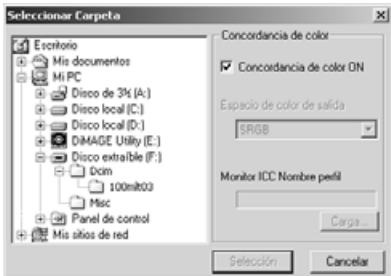 Seleccionar Carpeta
Escritorio
Mis documentos
Mi PC
Disco de 3½ (A:)
Disco local (C:)
Disco local (D:)
DiMAGE Utility (E:)
Disco extraíble (F:)
Dcim
100mlt03
Misc
Panel de control
Mis sitios de red
Concordancia de color
Concordancia de color ON
Espacio de color de salida
SRGB
Monitor ICC Nombre perfil
Carga...
Selección
Cancelar